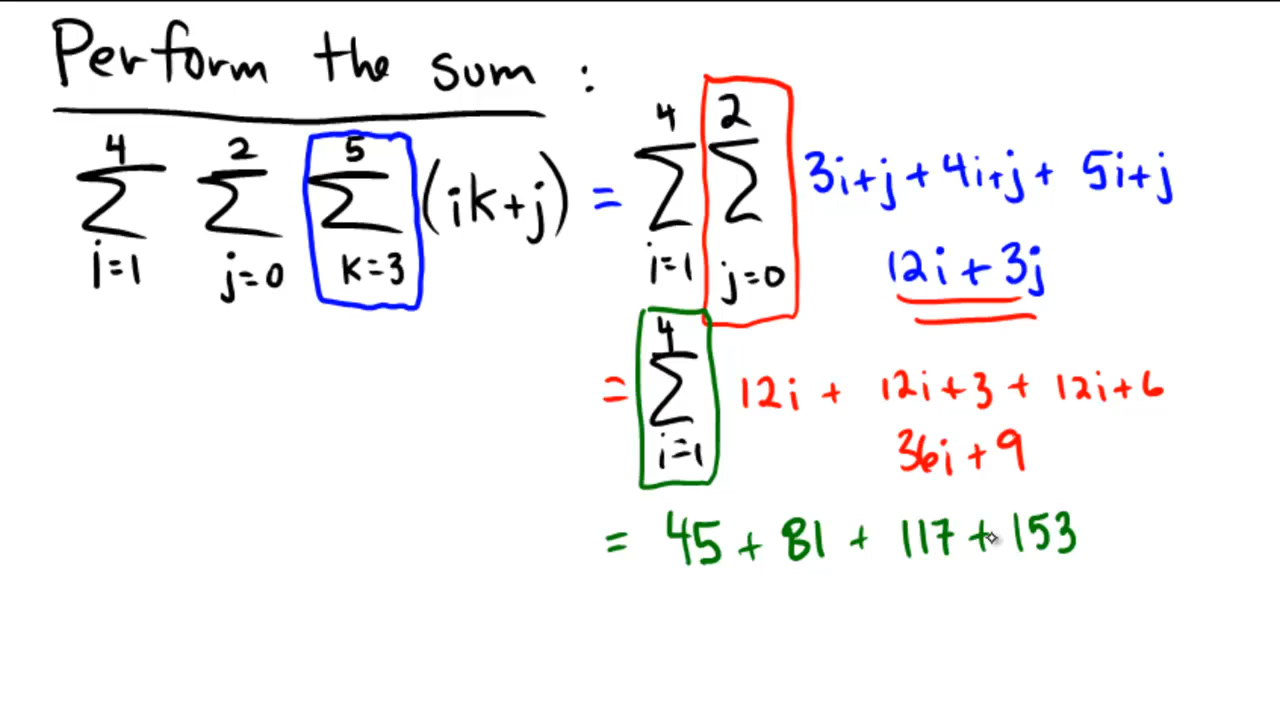 Perform the sum :
4 2 5
∑ ∑ ∑ (ik+j) = 
i=1 j=0 k=3
4 2
∑ ∑ 3i+j + 4i+j + 5i+j
i=1 j=0
12i + 3j
4
= ∑ 12i + 12i+3 + 12i+6
i=1
36i + 9
= 45 + 81 + 117 + 153